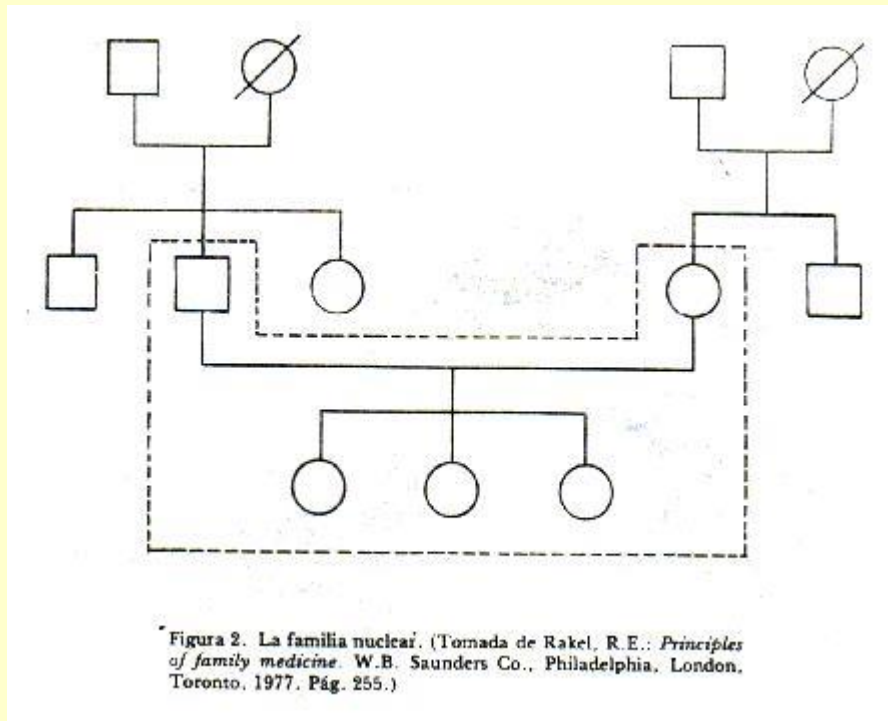 Figura 2. La familia nuclear. (Tomada de Rakel, R.E.: Principles
of family medicine. W.B. Saunders Co., Philadelphia, London,
Toronto, 1977. Pág. 255.)